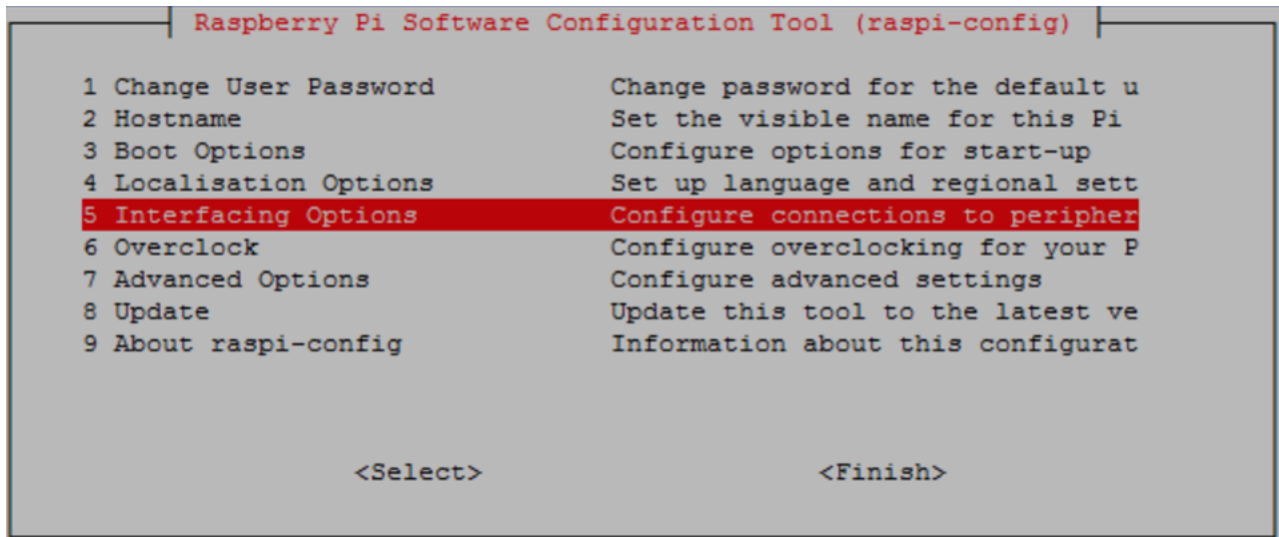 Raspberry Pi Software Configuration Tool (raspi-config)
1 Change User Password Change password for the default u
2 Hostname Set the visible name for this Pi
3 Boot Options Configure options for start-up
4 Localisation Options Set up language and regional sett
5 Interfacing Options Configure connections to peripher
6 Overclock Configure overclocking for your P
7 Advanced Options Configure advanced settings
8 Update Update this tool to the latest ve
9 About raspi-config Information about this configurat
<Select> <Finish>